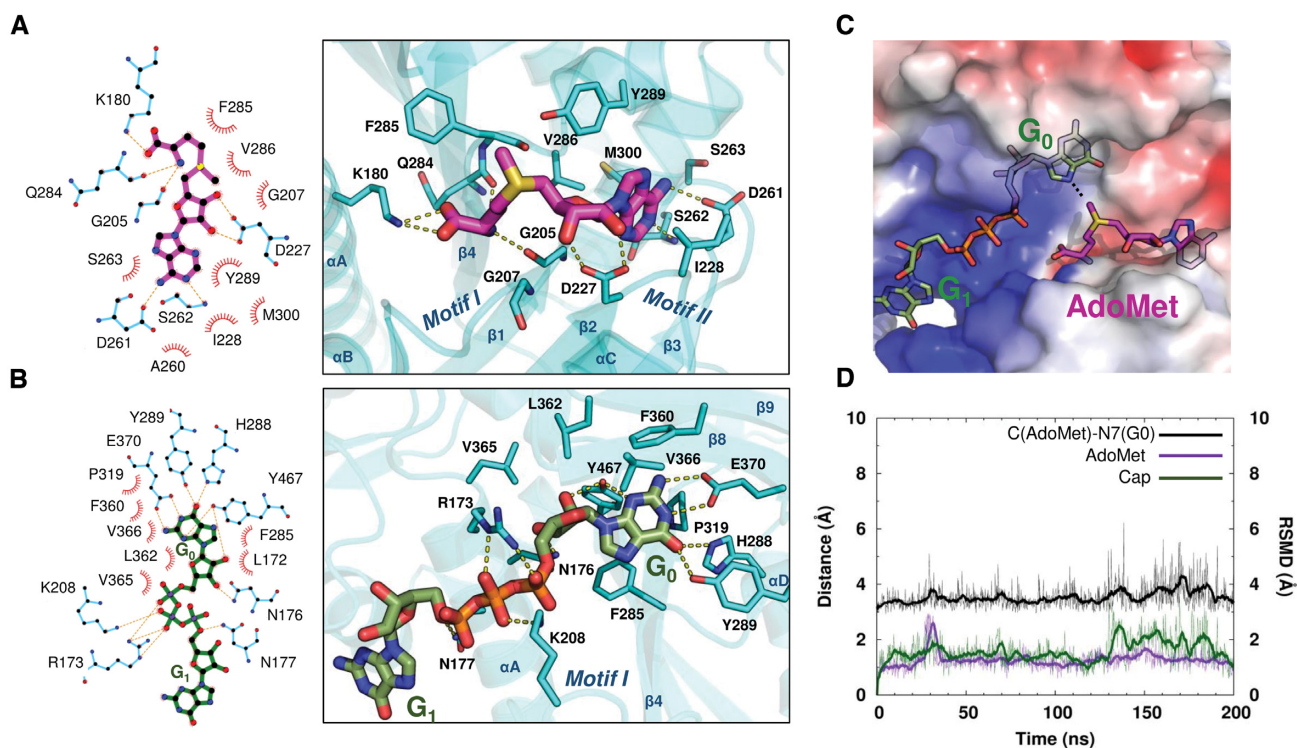 A
K180
F285
V286
Q284
G207
G205
D227
S263
Y289
S262
M300
D261
I228
A260
Y289
F285
V286
S263
Q284
M300
K180
D261
S262
G205
β4
I228
αA
G207
D227
Motif I
Motif II
β1
β2
αB
αC
β3
B
Y289
H288
E370
P319
Y467
F360
V366
F285
G0
L362
L172
V365
K208
N176
R173
N177
G1
L362
F360
β9
β8
V365
V366
E370
Y467
R173
P319
H288
N176
G0
αD
F285
Y289
K208
N177
αA
Motif I
G1
β4
C
G0
G1
AdoMet
D
10
8
6
4
2
0
Distance (Å)
C(AdoMet)-N7(G0)
AdoMet
Cap
10
8
6
4
2
0
RSMD (Å)
0 50 100 150 200
Time (ns)